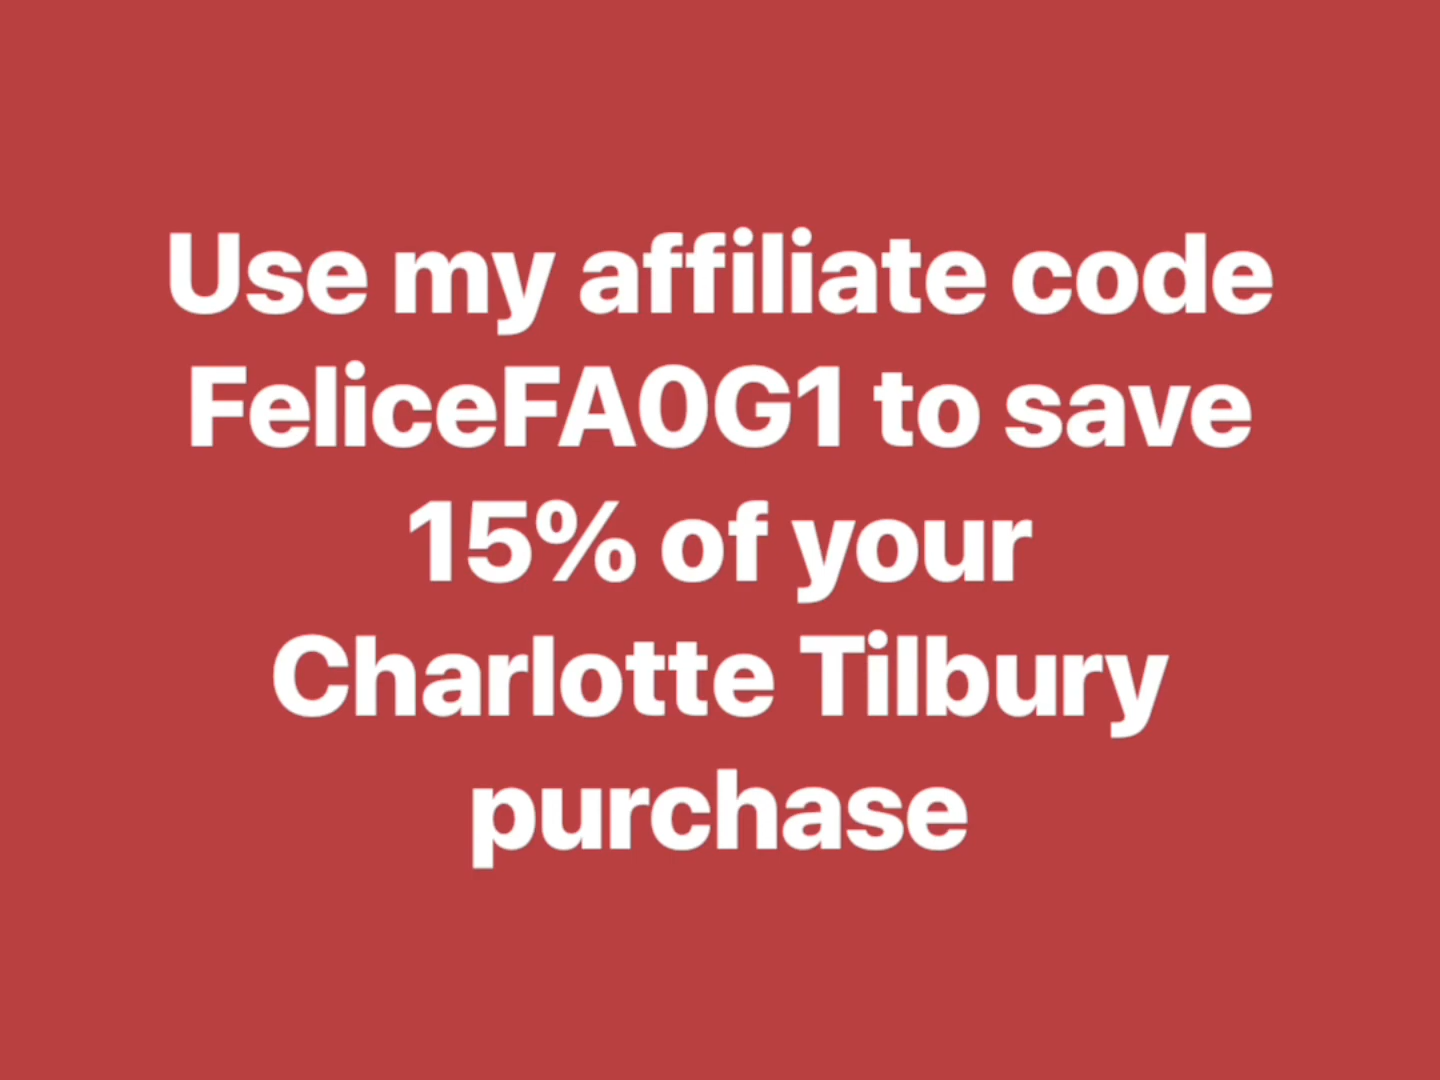 Use my affiliate code
FeliceFA0G1 to save
15% of your
Charlotte Tilbury
purchase